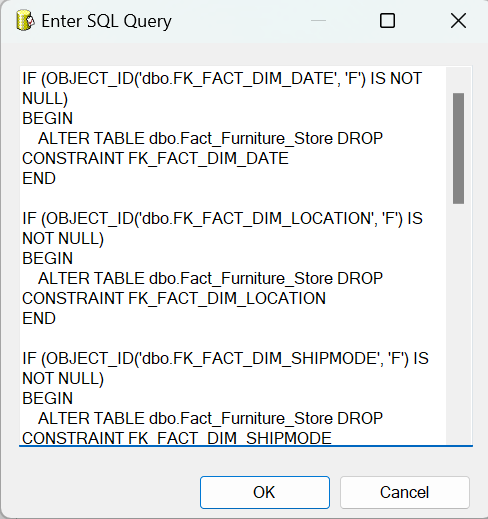 Enter SQL Query
IF (OBJECT_ID('dbo.FK_FACT_DIM_DATE', 'F') IS NOT
NULL)
BEGIN
    ALTER TABLE dbo.Fact_Furniture_Store DROP
CONSTRAINT FK_FACT_DIM_DATE
END

IF (OBJECT_ID('dbo.FK_FACT_DIM_LOCATION', 'F') IS
NOT NULL)
BEGIN
    ALTER TABLE dbo.Fact_Furniture_Store DROP
CONSTRAINT FK_FACT_DIM_LOCATION
END

IF (OBJECT_ID('dbo.FK_FACT_DIM_SHIPMODE', 'F') IS
NOT NULL)
BEGIN
    ALTER TABLE dbo.Fact_Furniture_Store DROP
CONSTRAINT FK_FACT_DIM_SHIPMODE
OK
Cancel